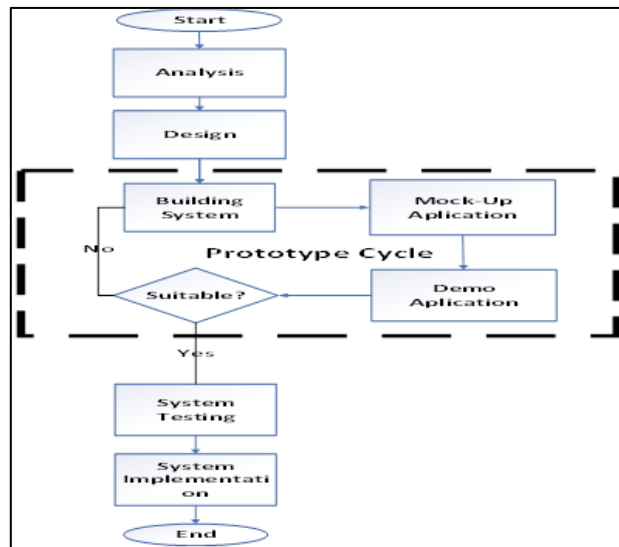 Start
Analysis
Design
Building
System
Mock-Up
Aplication
No
Prototype Cycle
Suitable?
Demo
Aplication
Yes
System
Testing
System
Implementati
on
End